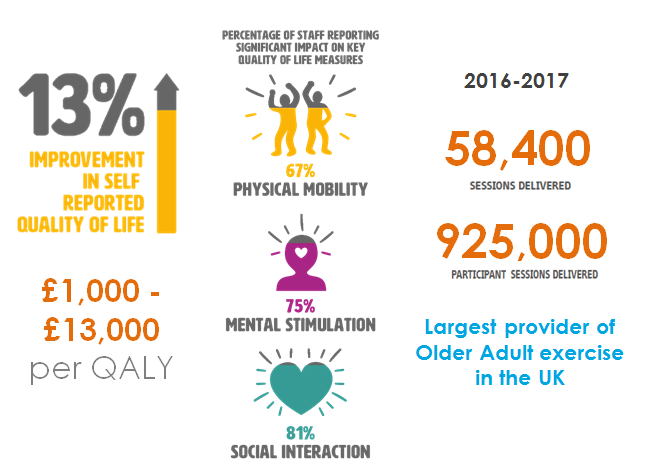 13%
IMPROVEMENT
IN SELF
REPORTED
QUALITY OF LIFE
£1,000 -
£13,000
per QALY
PERCENTAGE OF STAFF REPORTING
SIGNIFICANT IMPACT ON KEY
QUALITY OF LIFE MEASURES
67%
PHYSICAL MOBILITY
75%
MENTAL STIMULATION
81%
SOCIAL INTERACTION
2016-2017
58,400
SESSIONS DELIVERED
925,000
PARTICIPANT SESSIONS DELIVERED
Largest provider of
Older Adult exercise
in the UK